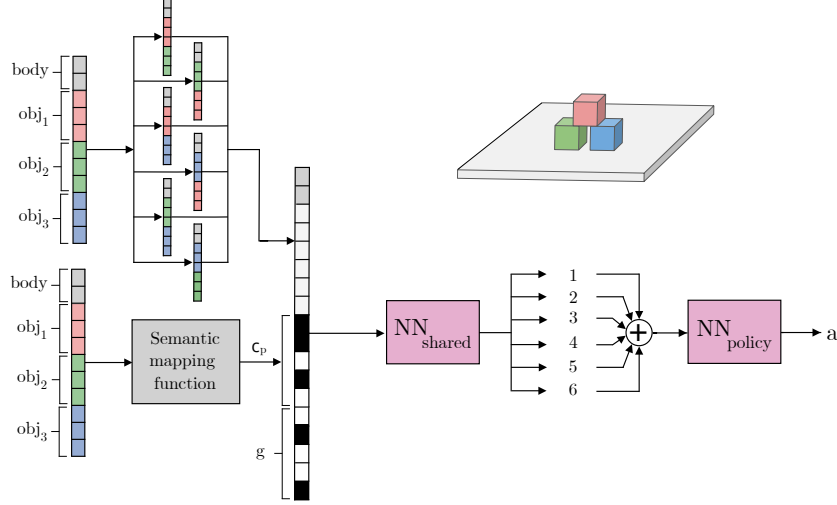 body
obj1
obj2
obj3
body
obj1
obj2
obj3
Semantic
mapping
function
cp
g
NNshared
1
2
3
4
5
6
+
NNpolicy
a